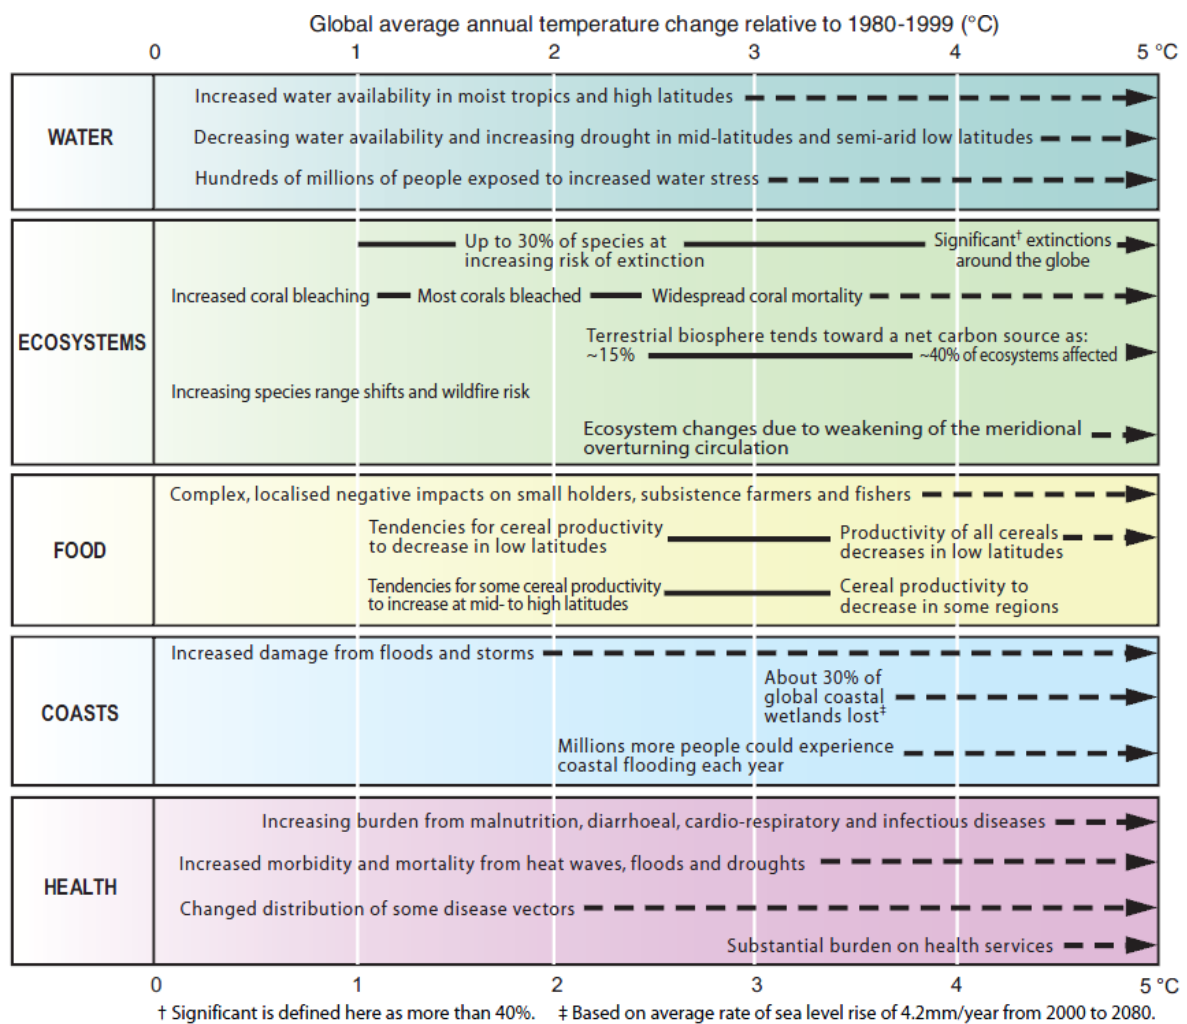 Global average annual temperature change relative to 1980-1999 (°C)
0 1 2 3 4 5 °C
WATER
Increased water availability in moist tropics and high latitudes
Decreasing water availability and increasing drought in mid-latitudes and semi-arid low latitudes
Hundreds of millions of people exposed to increased water stress
ECOSYSTEMS
Up to 30% of species at
increasing risk of extinction
Significant† extinctions
around the globe
Increased coral bleaching Most corals bleached Widespread coral mortality
Terrestrial biosphere tends toward a net carbon source as:
~15% ~40% of ecosystems affected
Increasing species range shifts and wildfire risk
Ecosystem changes due to weakening of the meridional
overturning circulation
FOOD
Complex, localised negative impacts on small holders, subsistence farmers and fishers
Tendencies for cereal productivity
to decrease in low latitudes
Productivity of all cereals
decreases in low latitudes
Tendencies for some cereal productivity
to increase at mid- to high latitudes
Cereal productivity to
decrease in some regions
COASTS
Increased damage from floods and storms
About 30% of
global coastal
wetlands lost‡
Millions more people could experience
coastal flooding each year
HEALTH
Increasing burden from malnutrition, diarrhoeal, cardio-respiratory and infectious diseases
Increased morbidity and mortality from heat waves, floods and droughts
Changed distribution of some disease vectors
Substantial burden on health services
0 1 2 3 4 5 °C
† Significant is defined here as more than 40%. ‡ Based on average rate of sea level rise of 4.2mm/year from 2000 to 2080.